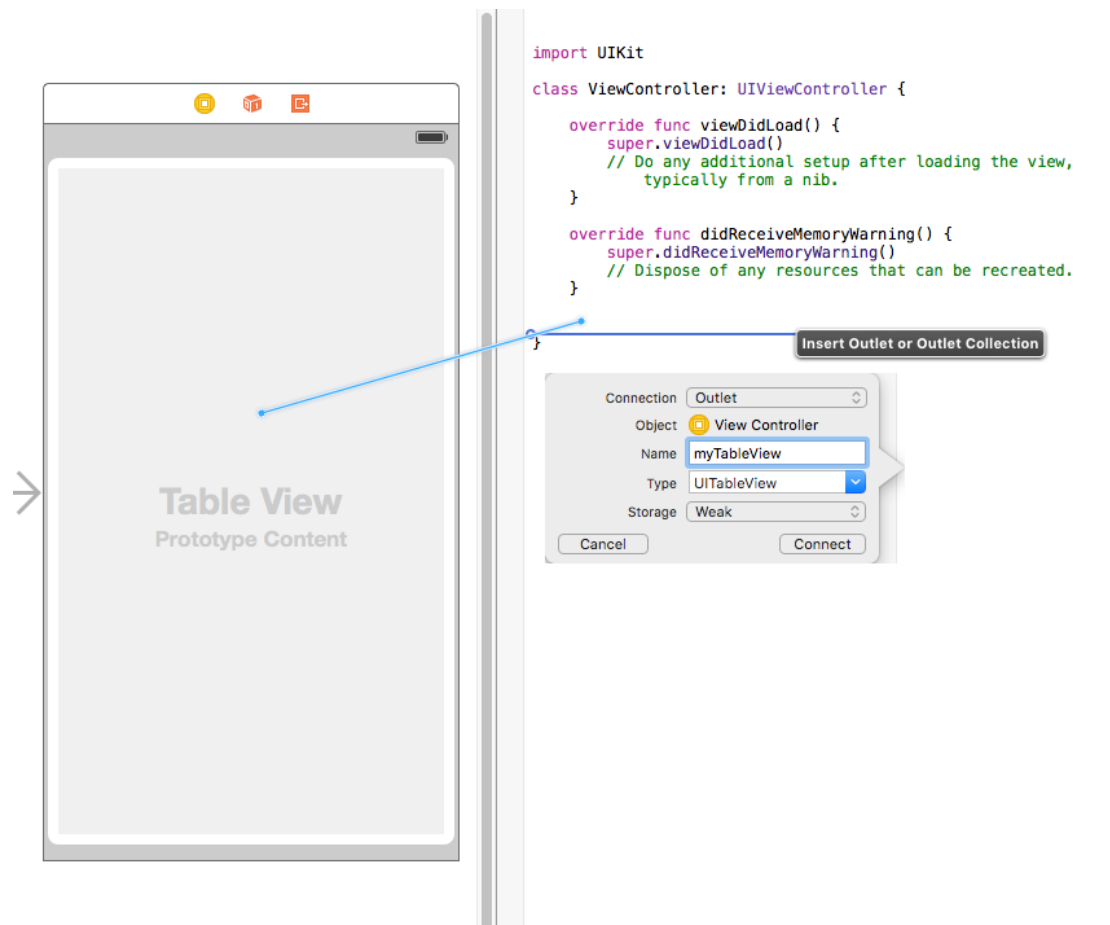 import UIKit
class ViewController: UIViewController {
override func viewDidLoad() {
super.viewDidLoad()
// Do any additional setup after loading the view,
typically from a nib.
}
override func didReceiveMemoryWarning() {
super.didReceiveMemoryWarning()
// Dispose of any resources that can be recreated.
}
}
Insert Outlet or Outlet Collection
Connection Outlet
Object View Controller
Name myTableView
Type UITableView
Storage Weak
Cancel Connect
Table View
Prototype Content